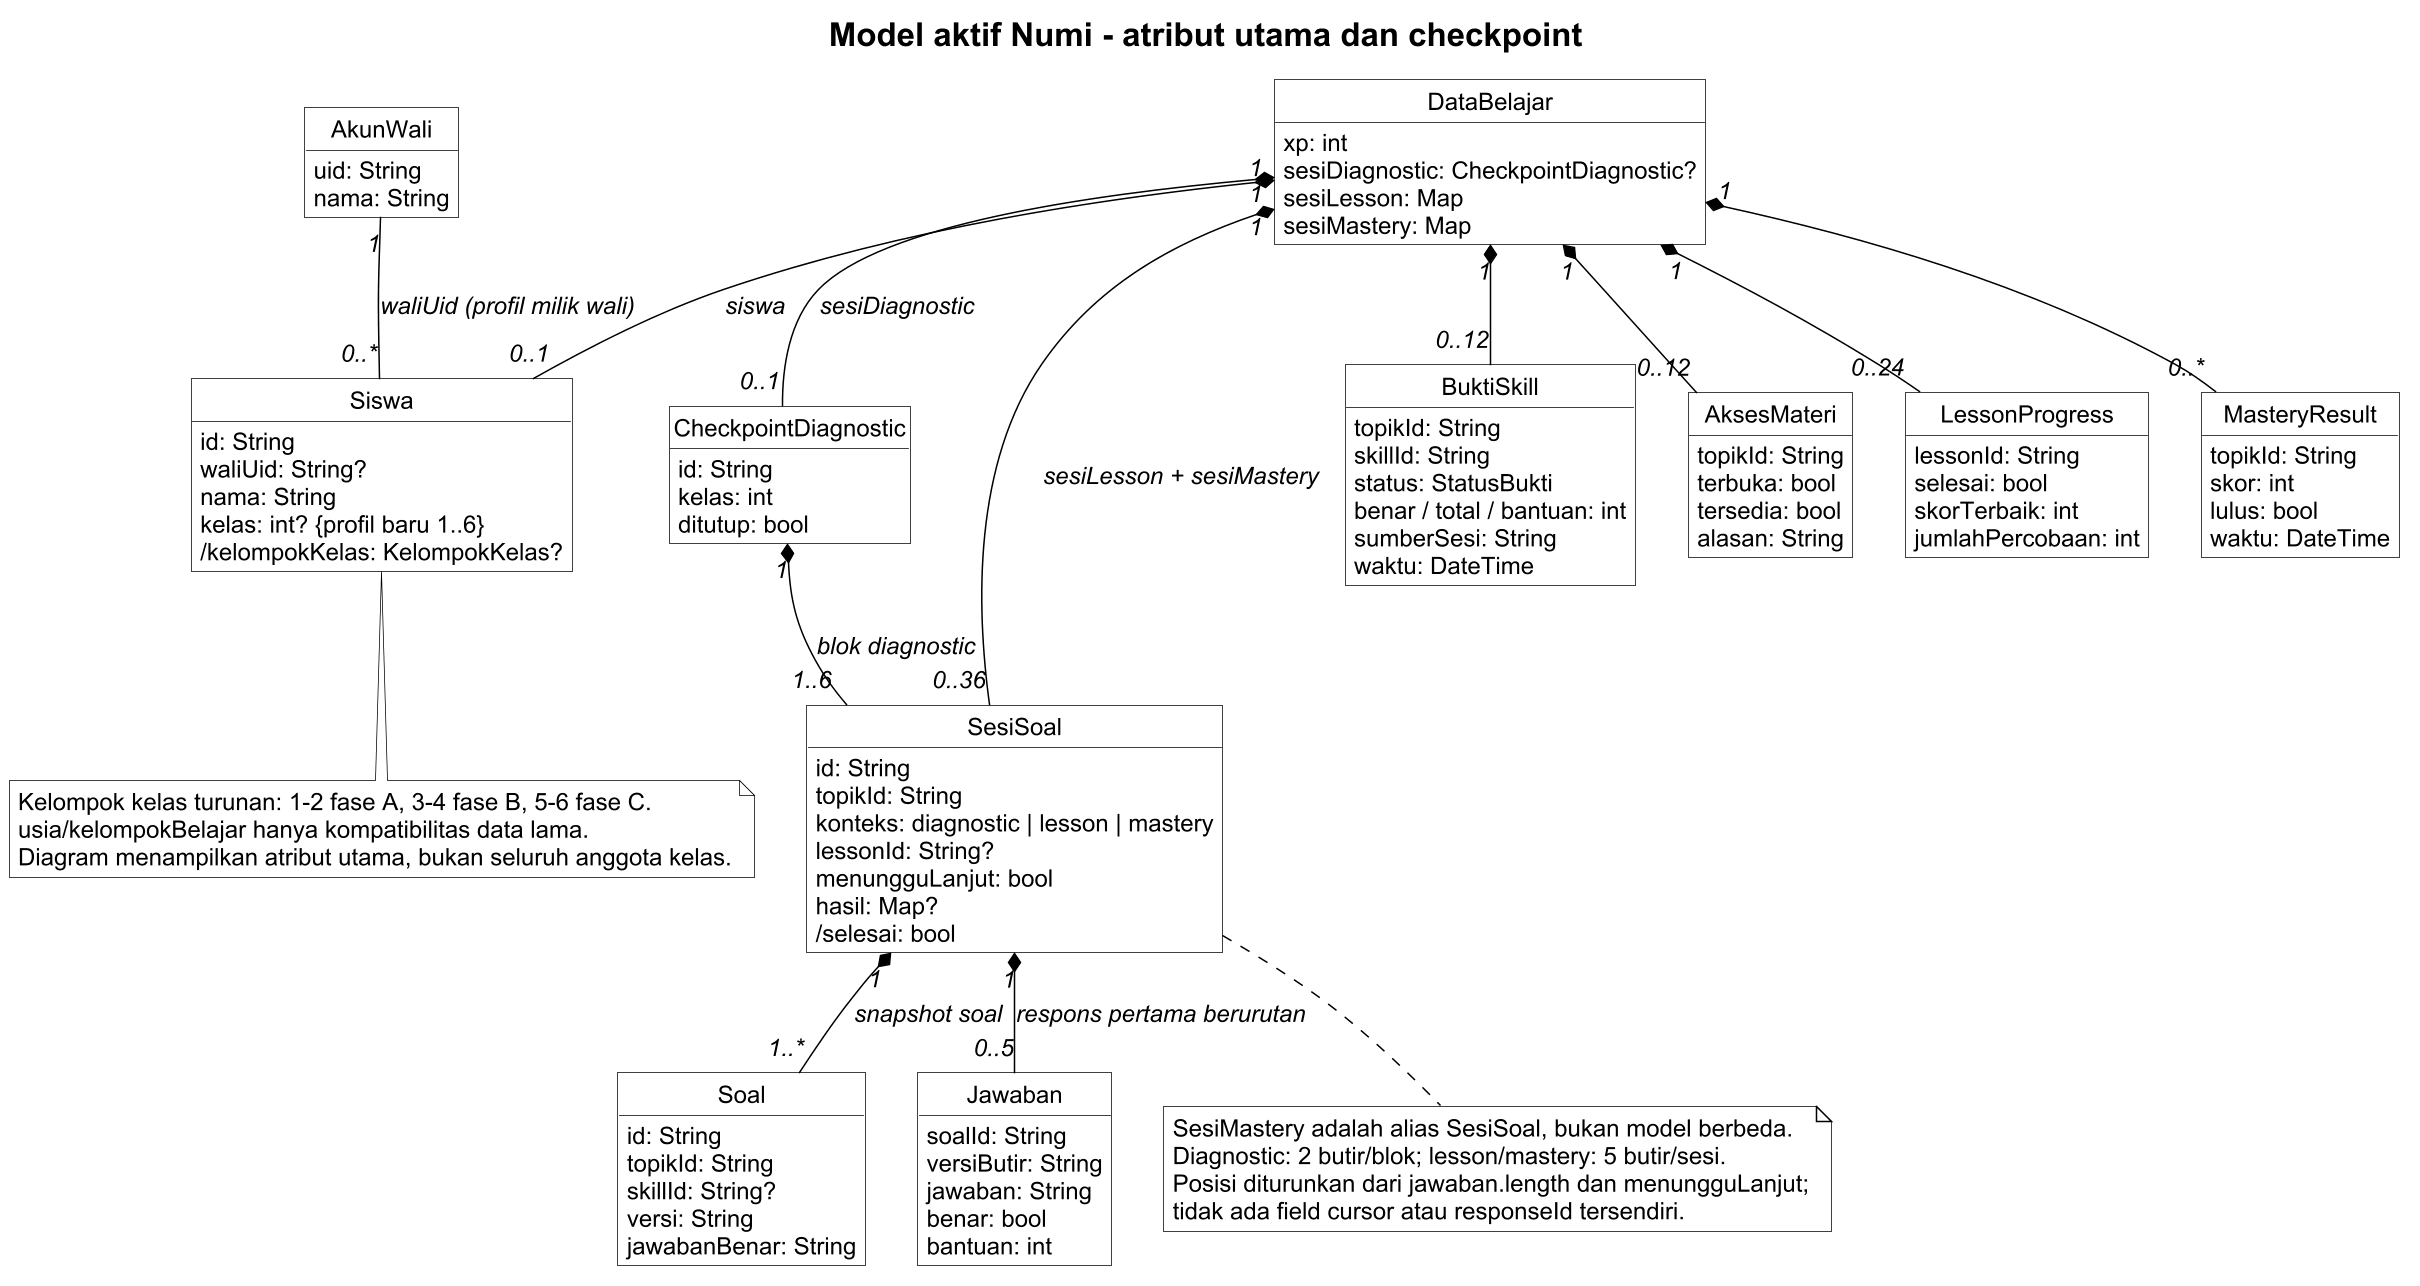 Model aktif Numi - atribut utama dan checkpoint
AkunWali
uid: String
nama: String
DataBelajar
xp: int
sesiDiagnostic: CheckpointDiagnostic?
sesiLesson: Map
sesiMastery: Map
1
1
1
1
1
1
1
1
waliUid (profil milik wali)
siswa
sesiDiagnostic
0..*
0..1
0..1
0..12
0..12
0..24
0..*
Siswa
id: String
waliUid: String?
nama: String
kelas: int? {profil baru 1..6}
/kelompokKelas: KelompokKelas?
CheckpointDiagnostic
id: String
kelas: int
ditutup: bool
sesiLesson + sesiMastery
BuktiSkill
topikId: String
skillId: String
status: StatusBukti
benar / total / bantuan: int
sumberSesi: String
waktu: DateTime
AksesMateri
topikId: String
terbuka: bool
tersedia: bool
alasan: String
LessonProgress
lessonId: String
selesai: bool
skorTerbaik: int
jumlahPercobaan: int
MasteryResult
topikId: String
skor: int
lulus: bool
waktu: DateTime
1
blok diagnostic
1..6
0..36
SesiSoal
id: String
topikId: String
konteks: diagnostic | lesson | mastery
lessonId: String?
menungguLanjut: bool
hasil: Map?
/selesai: bool
Kelompok kelas turunan: 1-2 fase A, 3-4 fase B, 5-6 fase C.
usia/kelompokBelajar hanya kompatibilitas data lama.
Diagram menampilkan atribut utama, bukan seluruh anggota kelas.
1
1
snapshot soal
respons pertama berurutan
1..*
0..5
Soal
id: String
topikId: String
skillId: String?
versi: String
jawabanBenar: String
Jawaban
soalId: String
versiButir: String
jawaban: String
benar: bool
bantuan: int
SesiMastery adalah alias SesiSoal, bukan model berbeda.
Diagnostic: 2 butir/blok; lesson/mastery: 5 butir/sesi.
Posisi diturunkan dari jawaban.length dan menungguLanjut;
tidak ada field cursor atau responseId tersendiri.